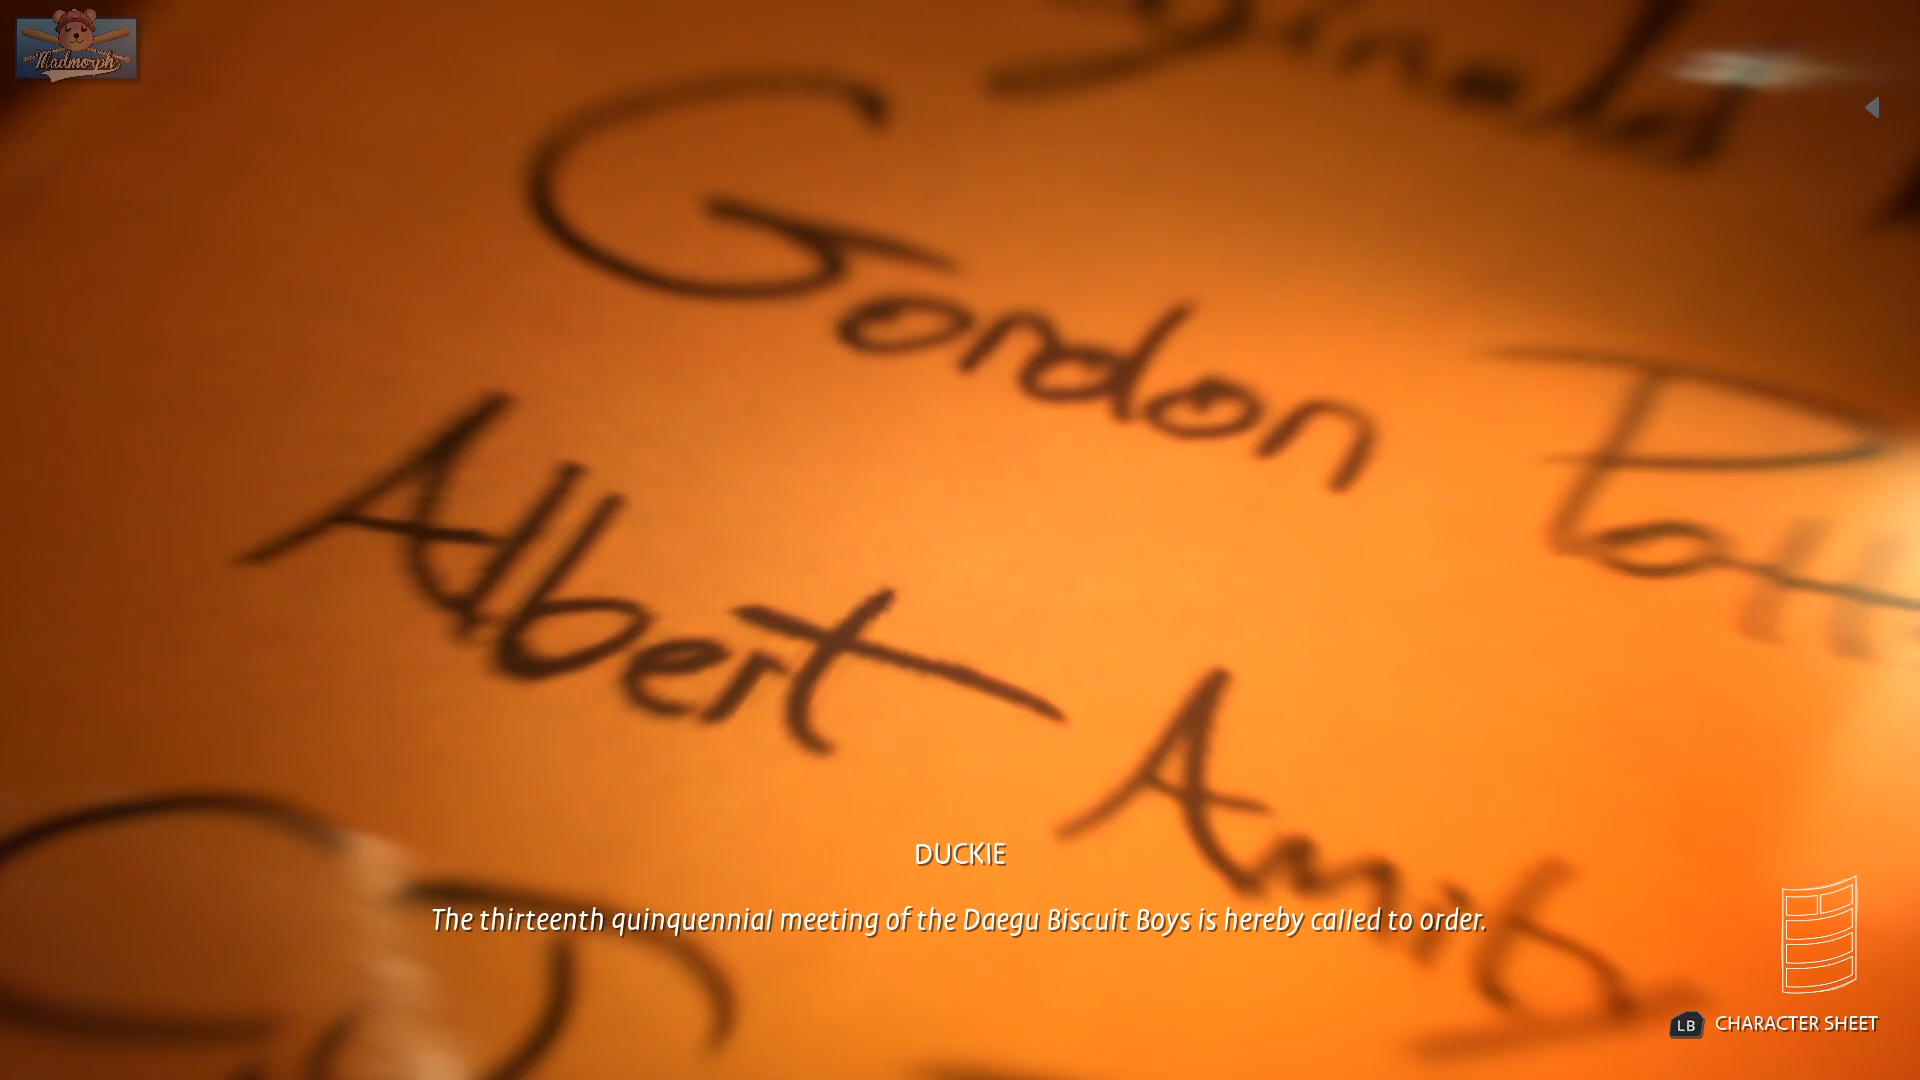 Madmorph
Gordon
Albert
DUCKIE
The thirteenth quinquennial meeting of the Daegu Biscuit Boys is hereby called to order.
LB CHARACTER SHEET